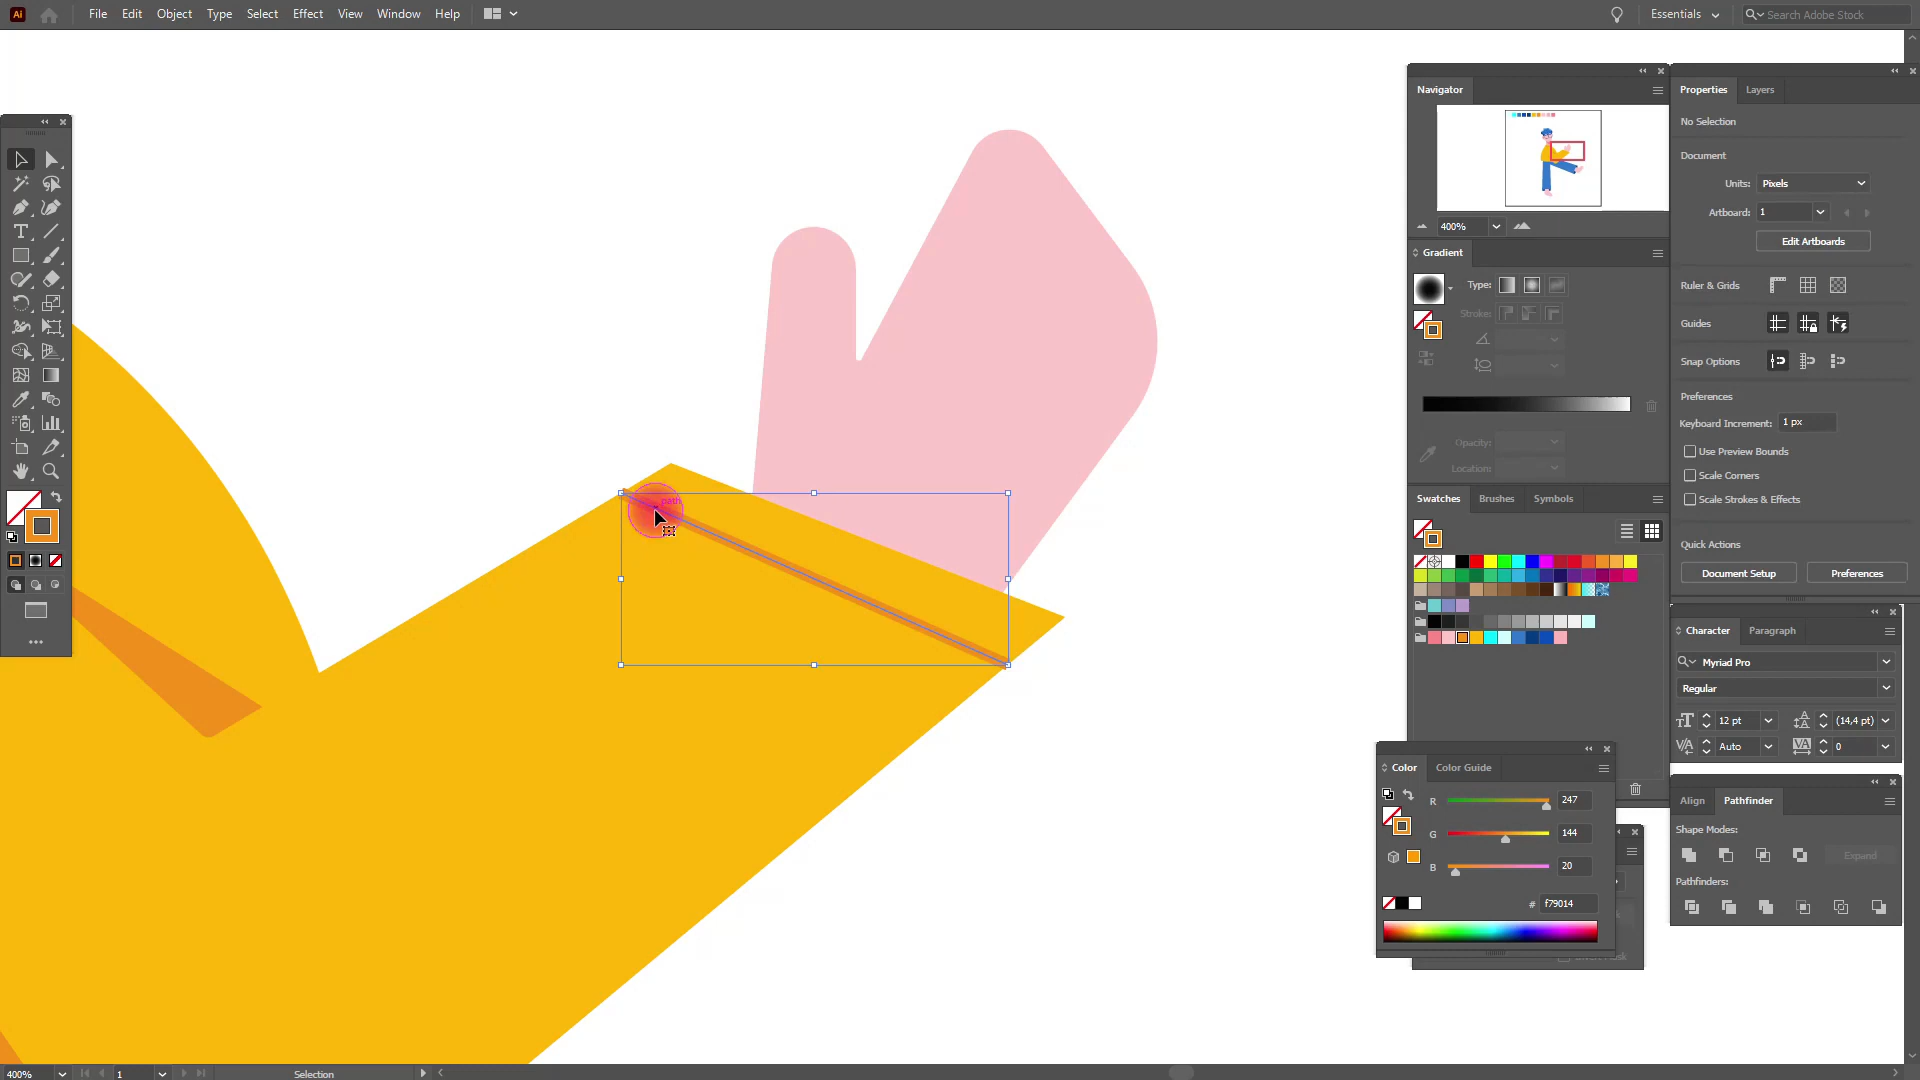 Ai
File Edit Object Type Select Effect View Window Help
Essentials
Search Adobe Stock
Navigator
400%
Gradient
Type:
Stroke:
Opacity:
Location:
Swatches Brushes Symbols
Color Color Guide
R 247
G 144
B 20
# f79014
Invert Mask
Properties Layers
No Selection
Document
Units: Pixels
Artboard: 1
Edit Artboards
Ruler & Grids
Guides
Snap Options
Preferences
Keyboard Increment: 1 px
Use Preview Bounds
Scale Corners
Scale Strokes & Effects
Quick Actions
Document Setup Preferences
Character Paragraph
Myriad Pro
Regular
12 pt (14,4 pt)
Auto 0
Align Pathfinder
Shape Modes:
Expand
Pathfinders:
path
400% 1 Selection